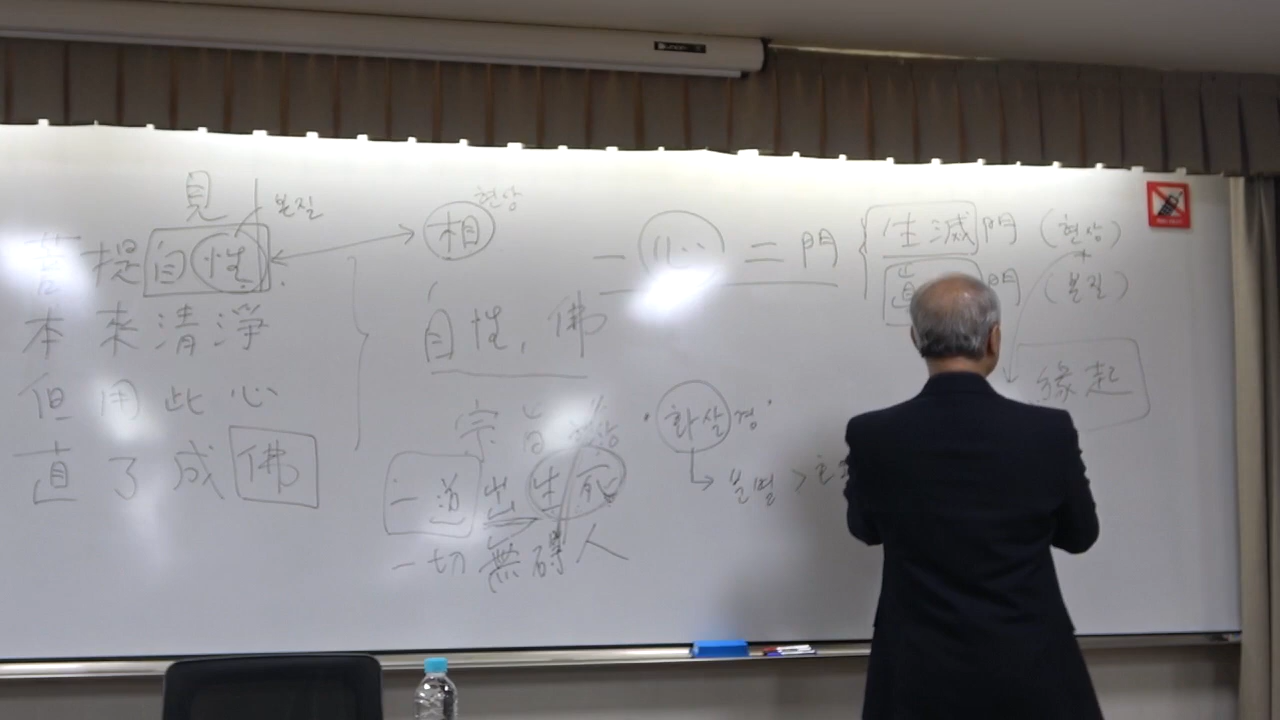 見 본질
菩提自性
本來清淨
但用此心
直了成佛
相 현상
自性, 佛
宗旨
一道出生死
一切無碍人
一心二門
生滅門 (현상)
門 (본질)
緣起
"화살경"
분별 >